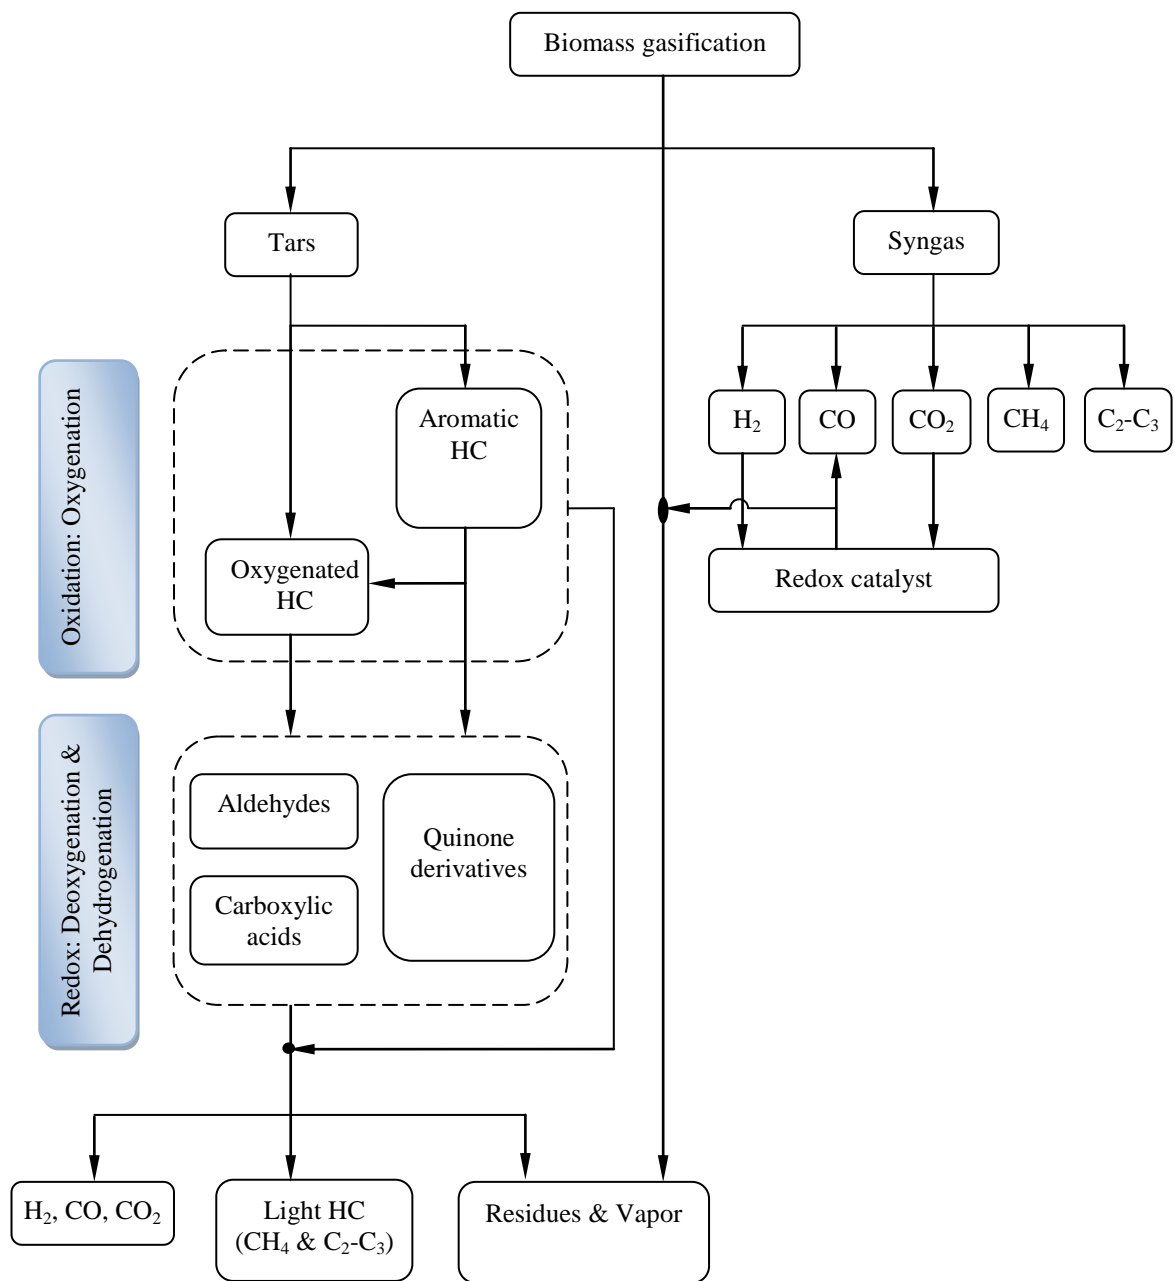 Biomass gasification
Tars
Syngas
Oxidation: Oxygenation
Aromatic
HC
H₂
CO
CO₂
CH₄
C₂-C₃
Oxygenated
HC
Redox catalyst
Redox: Deoxygenation &
Dehydrogenation
Aldehydes
Quinone
derivatives
Carboxylic
acids
H₂, CO, CO₂
Light HC
(CH₄ & C₂-C₃)
Residues & Vapor